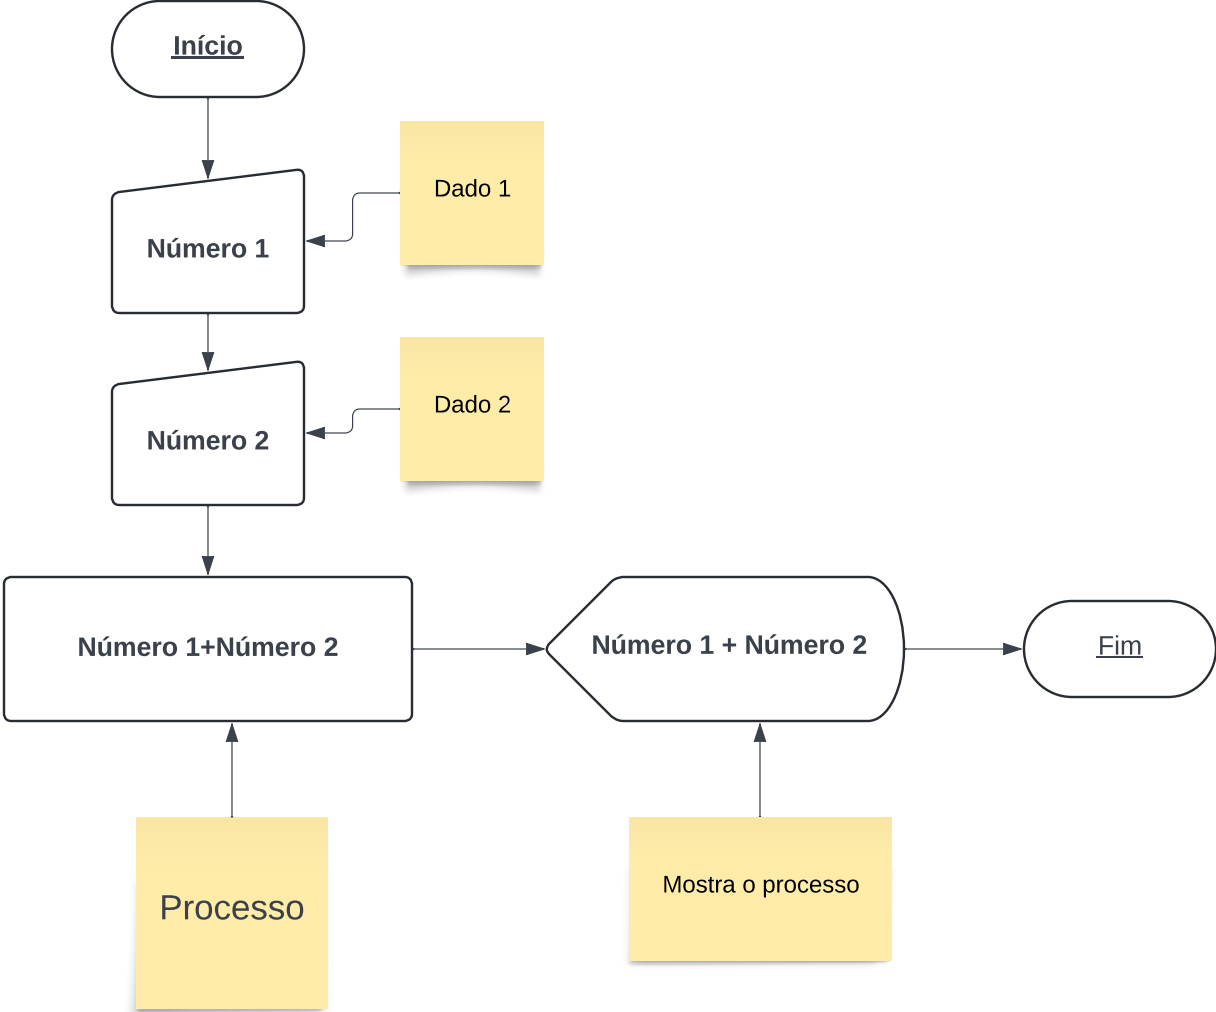 Início
Dado 1
Número 1
Dado 2
Número 2
Número 1+Número 2
Número 1 + Número 2
Fim
Processo
Mostra o processo